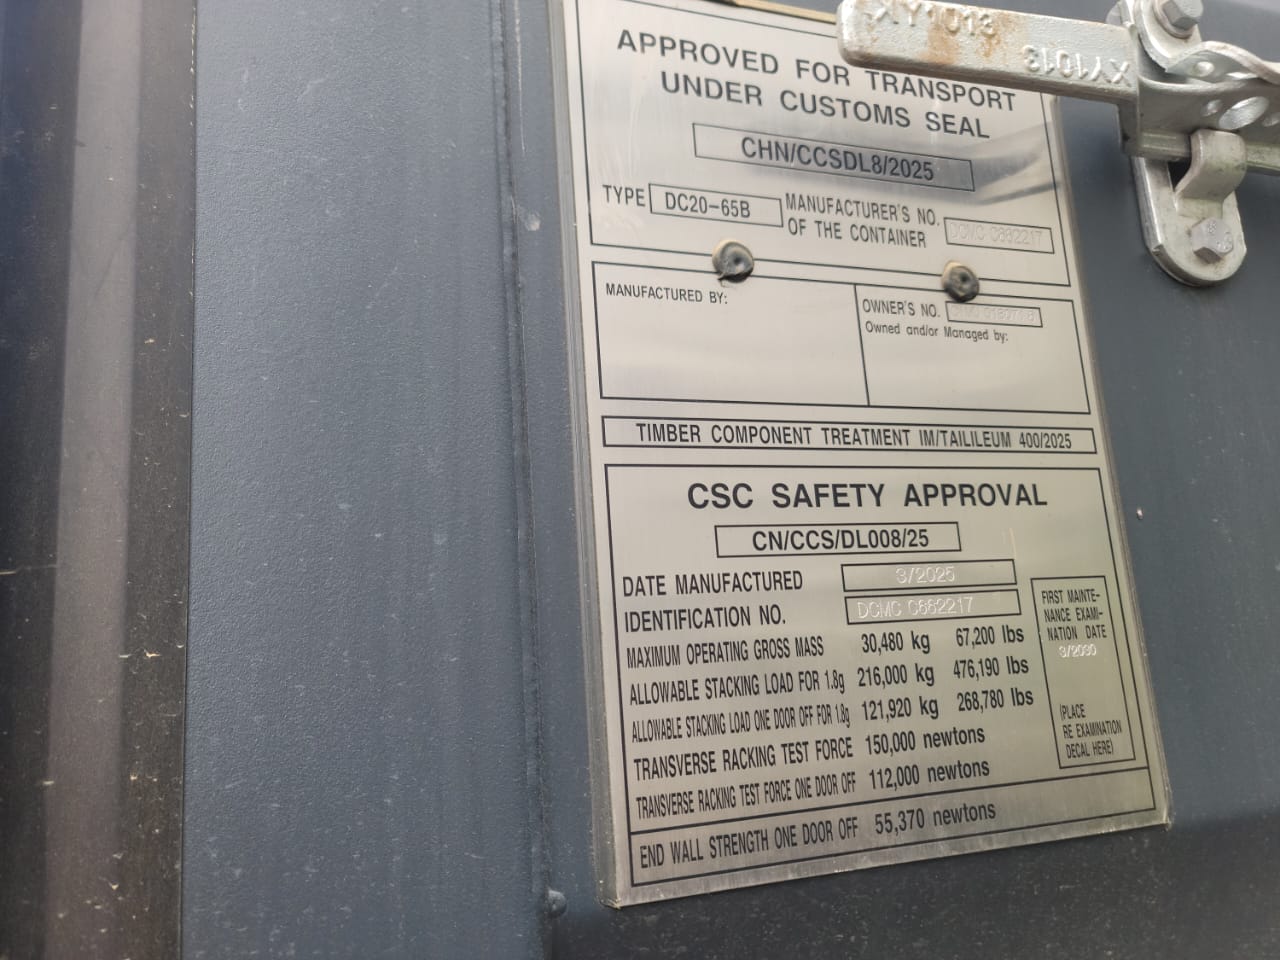 XY1013
XY1013
APPROVED FOR TRANSPORT
UNDER CUSTOMS SEAL
CHN/CCSDL8/2025
TYPE DC20-65B MANUFACTURER'S NO.
OF THE CONTAINER DCMC C662217
MANUFACTURED BY:
OWNER'S NO.
Owned and/or Managed by:
TIMBER COMPONENT TREATMENT IM/TAILILEUM 400/2025
CSC SAFETY APPROVAL
CN/CCS/DL008/25
DATE MANUFACTURED 3/2025
IDENTIFICATION NO. DCMC C662217
MAXIMUM OPERATING GROSS MASS 30,480 kg 67,200 lbs
ALLOWABLE STACKING LOAD FOR 1.8g 216,000 kg 476,190 lbs
ALLOWABLE STACKING LOAD ONE DOOR OFF FOR 1.8g 121,920 kg 268,780 lbs
TRANSVERSE RACKING TEST FORCE 150,000 newtons
TRANSVERSE RACKING TEST FORCE ONE DOOR OFF 112,000 newtons
END WALL STRENGTH ONE DOOR OFF 55,370 newtons
FIRST MAINTE-
NANCE EXAMI-
NATION DATE
3/2030
(PLACE
RE EXAMINATION
DECAL HERE)